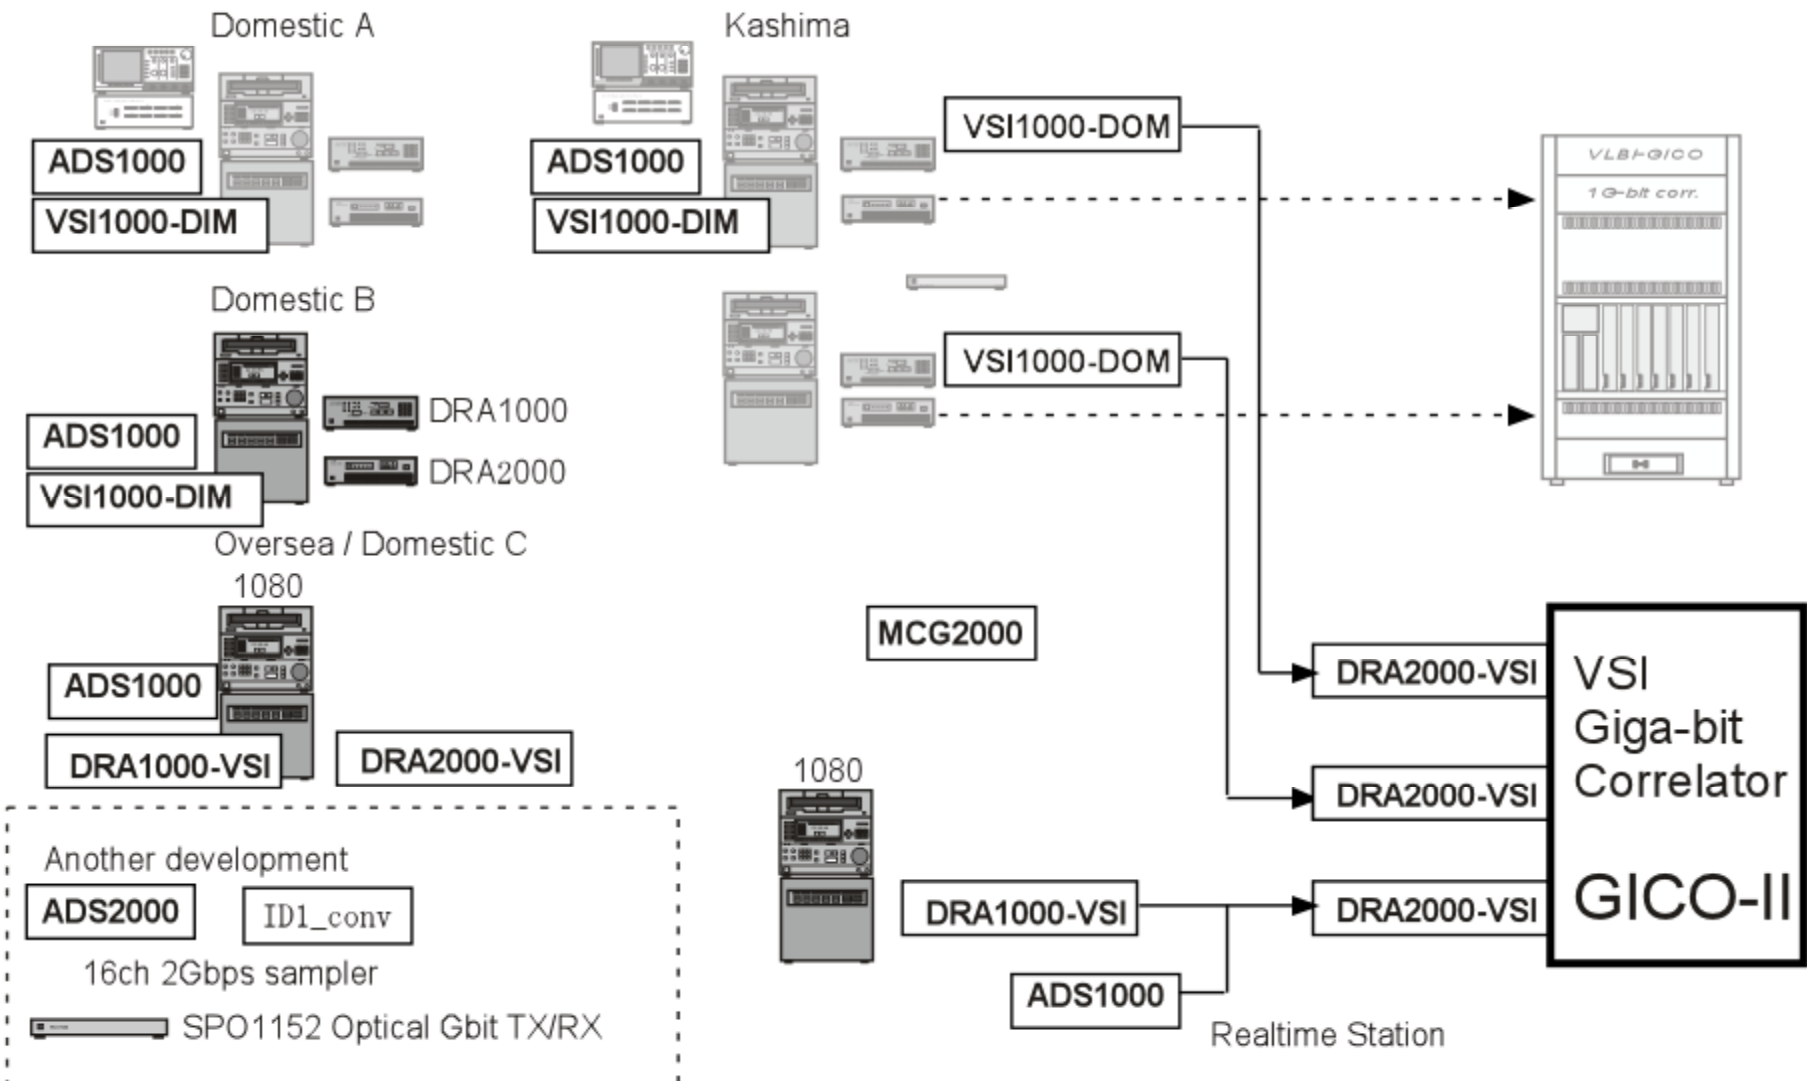 Domestic A
ADS1000
VSI1000-DIM
Kashima
ADS1000
VSI1000-DIM
VSI1000-DOM
VLBI-GICO
1G-bit corr.
Domestic B
DRA1000
ADS1000
DRA2000
VSI1000-DIM
VSI1000-DOM
Oversea / Domestic C
1080
ADS1000
DRA1000-VSI
DRA2000-VSI
MCG2000
DRA2000-VSI
DRA2000-VSI
DRA2000-VSI
VSI
Giga-bit
Correlator
GICO-II
1080
DRA1000-VSI
ADS1000
Realtime Station
Another development
ADS2000
ID1_conv
16ch 2Gbps sampler
SPO1152 Optical Gbit TX/RX